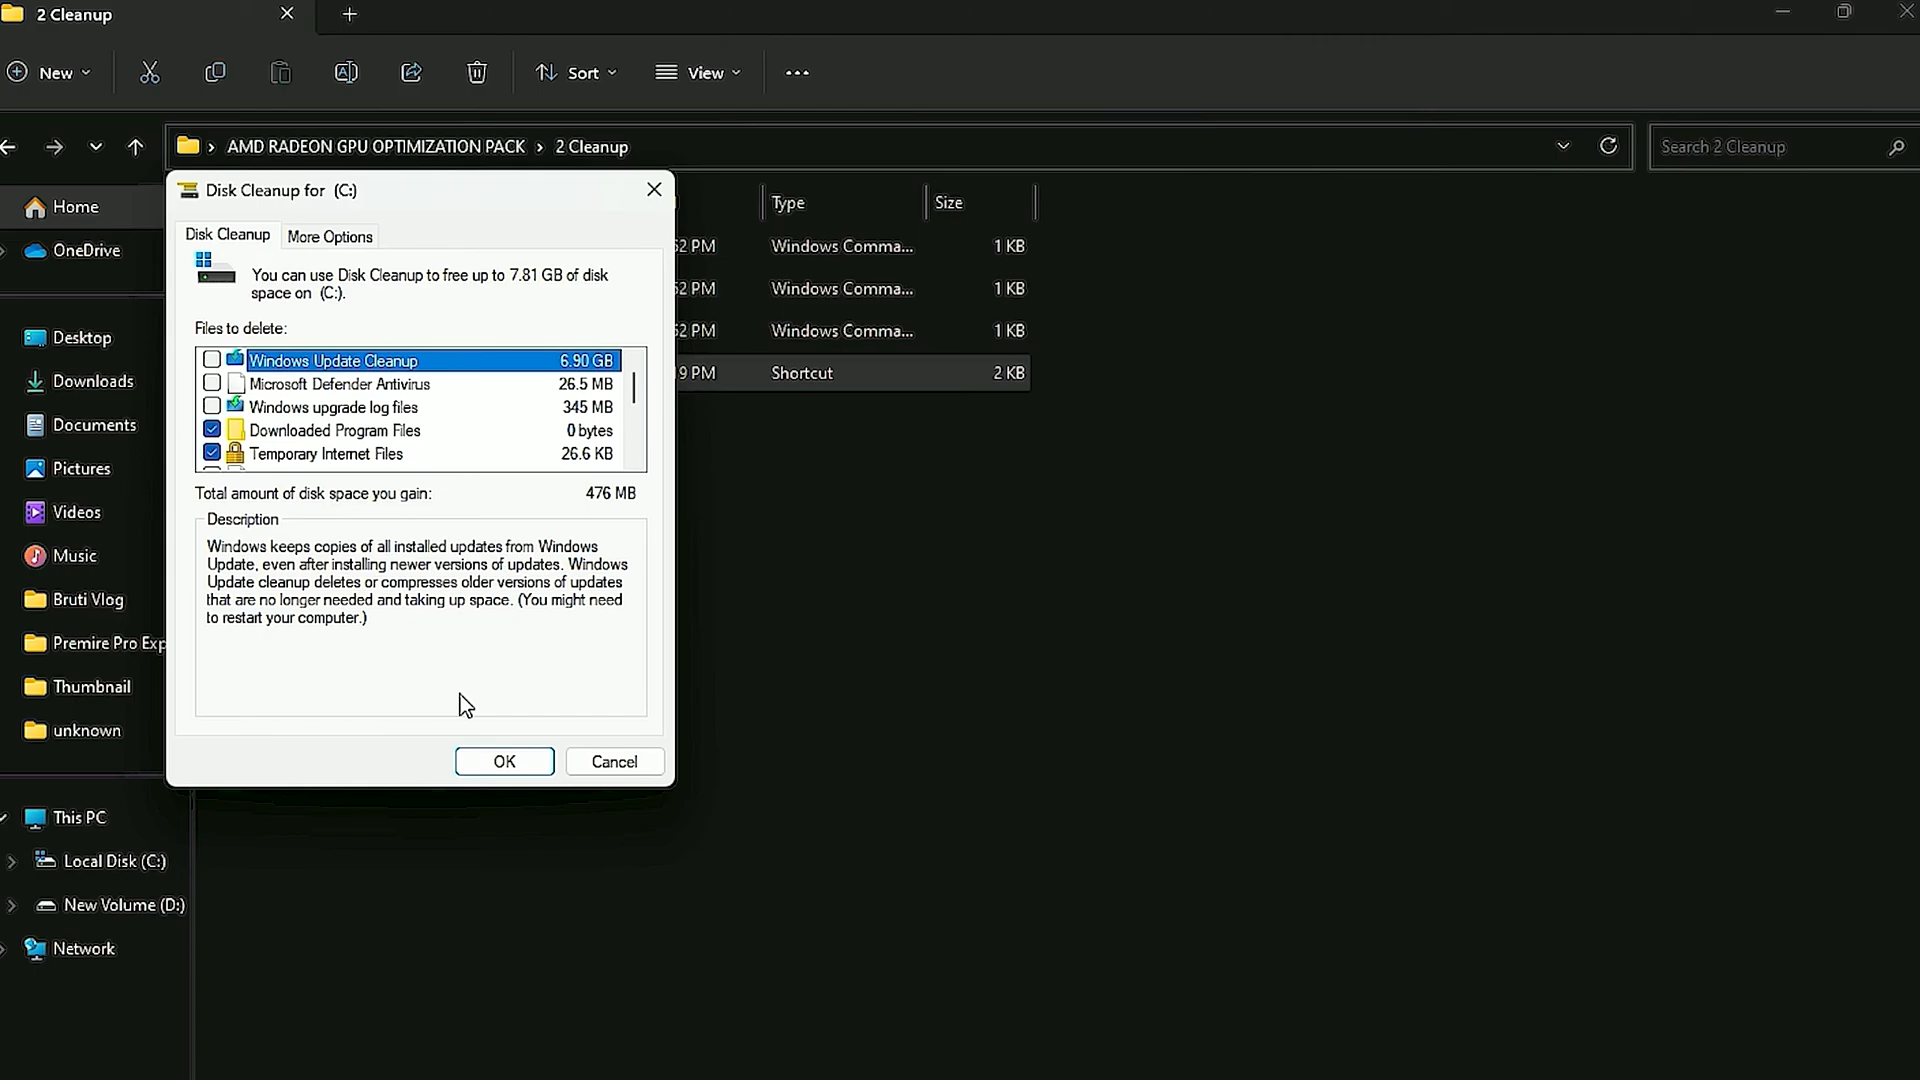 2 Cleanup
New
Sort
View
AMD RADEON GPU OPTIMIZATION PACK > 2 Cleanup
Search 2 Cleanup
Home
OneDrive
Desktop
Downloads
Documents
Pictures
Videos
Music
Bruti Vlog
Premire Pro Exp
Thumbnail
unknown
This PC
Local Disk (C:)
New Volume (D:)
Network
Type Size
52 PM Windows Comma... 1 KB
52 PM Windows Comma... 1 KB
52 PM Windows Comma... 1 KB
9 PM Shortcut 2 KB
Disk Cleanup for (C:)
Disk Cleanup More Options
You can use Disk Cleanup to free up to 7.81 GB of disk
space on (C:).
Files to delete:
Windows Update Cleanup 6.90 GB
Microsoft Defender Antivirus 26.5 MB
Windows upgrade log files 345 MB
Downloaded Program Files 0 bytes
Temporary Internet Files 26.6 KB
Total amount of disk space you gain: 476 MB
Description
Windows keeps copies of all installed updates from Windows
Update, even after installing newer versions of updates. Windows
Update cleanup deletes or compresses older versions of updates
that are no longer needed and taking up space. (You might need
to restart your computer.)
OK Cancel